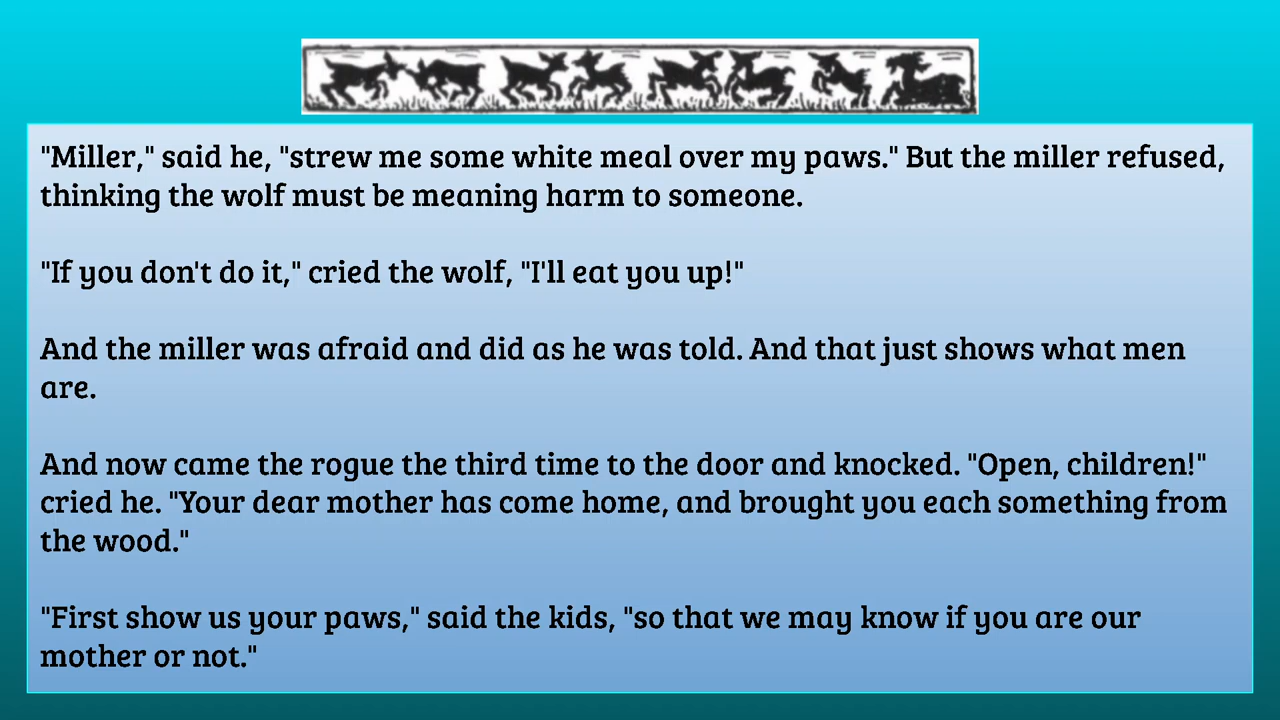 "Miller," said he, "strew me some white meal over my paws." But the miller refused,
thinking the wolf must be meaning harm to someone.
"If you don't do it," cried the wolf, "I'll eat you up!"
And the miller was afraid and did as he was told. And that just shows what men
are.
And now came the rogue the third time to the door and knocked. "Open, children!"
cried he. "Your dear mother has come home, and brought you each something from
the wood."
"First show us your paws," said the kids, "so that we may know if you are our
mother or not."